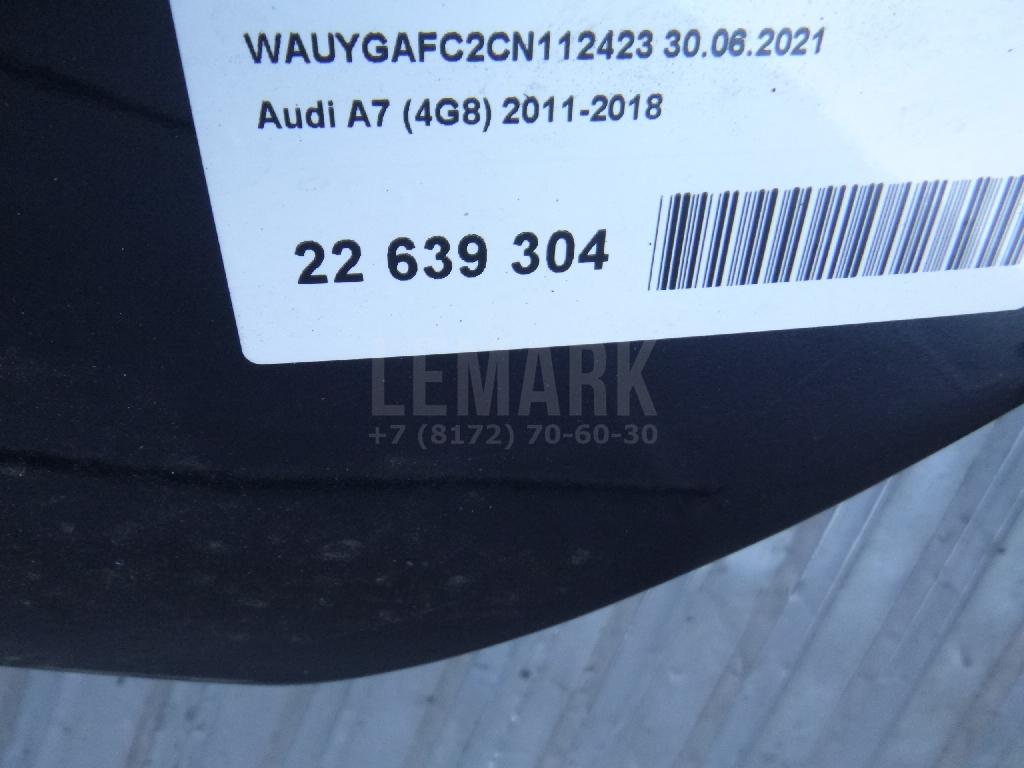 WAUYGAFC2CN112423 30.06.2021
Audi A7 (4G8) 2011-2018
22 639 304
LEMARK
+7 (8172) 70-60-30